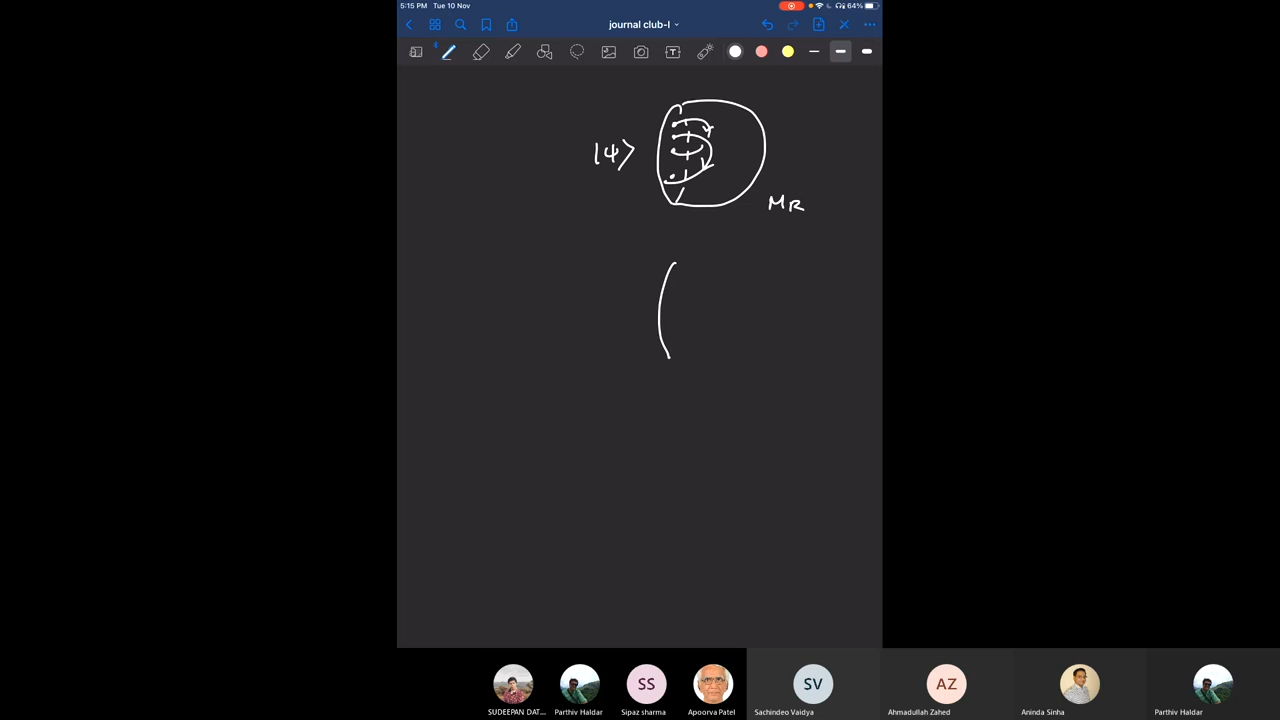 5:15 PM Tue 10 Nov
64%
journal club-I
T
|ψ⟩
MR
SS
SV
AZ
SUDEEPAN DAT... Parthiv Haldar Sipaz sharma Apoorva Patel Sachindeo Vaidya Ahmadullah Zahed Aninda Sinha Parthiv Haldar